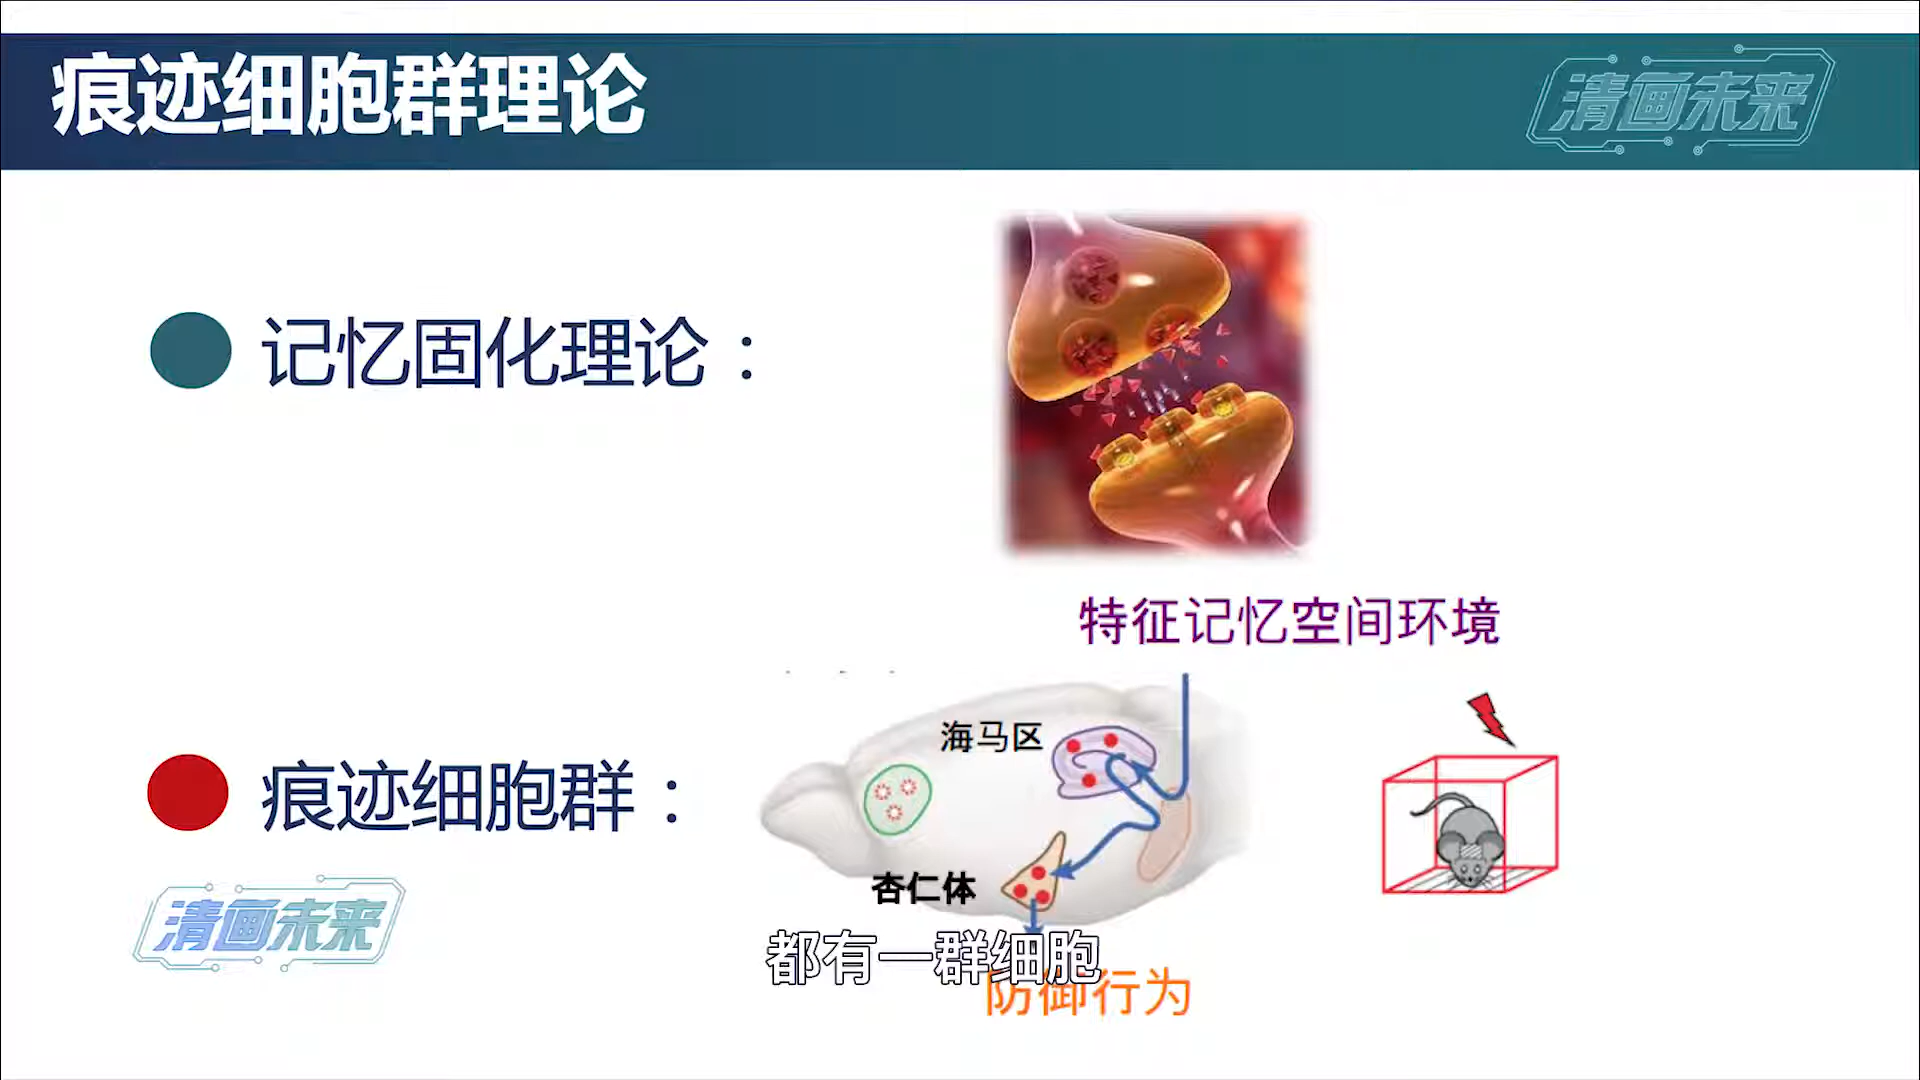 痕迹细胞群理论
清画未来
记忆固化理论：
特征记忆空间环境
海马区
痕迹细胞群：
杏仁体
清画未来
都有一群细胞
防御行为